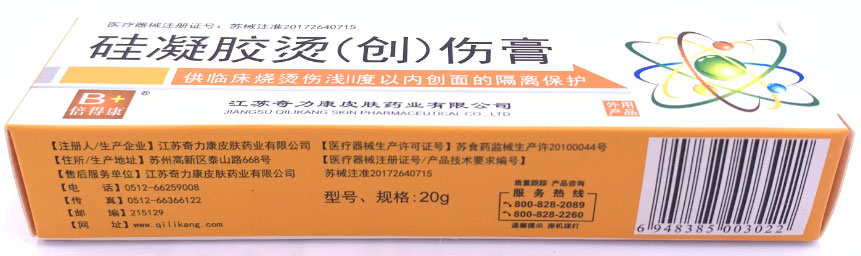 医疗器械注册证号：苏械注准20172640715
硅凝胶烫(创)伤膏
供临床烧烫伤浅II度以内创面的隔离保护
B+
倍得康®
江苏奇力康皮肤药业有限公司
JIANGSU QILIKANG SKIN PHARMACEUTICAL CO., LTD
外用
产品
【注册人/生产企业】江苏奇力康皮肤药业有限公司
【住所/生产地址】苏州高新区泰山路668号
【售后服务单位】江苏奇力康皮肤药业有限公司
【电 话】0512-66259008
【传 真】0512-66366122
【邮 编】215129
【网 址】www.qilikang.com
【医疗器械生产许可证号】苏食药监械生产许20100044号
【医疗器械注册证号/产品技术要求编号】
苏械注准20172640715
型号、规格：20g
质量跟踪 产品咨询
服务热线
800-828-2089
800-828-2260
温馨提示 座机拨打
6 948385 003022